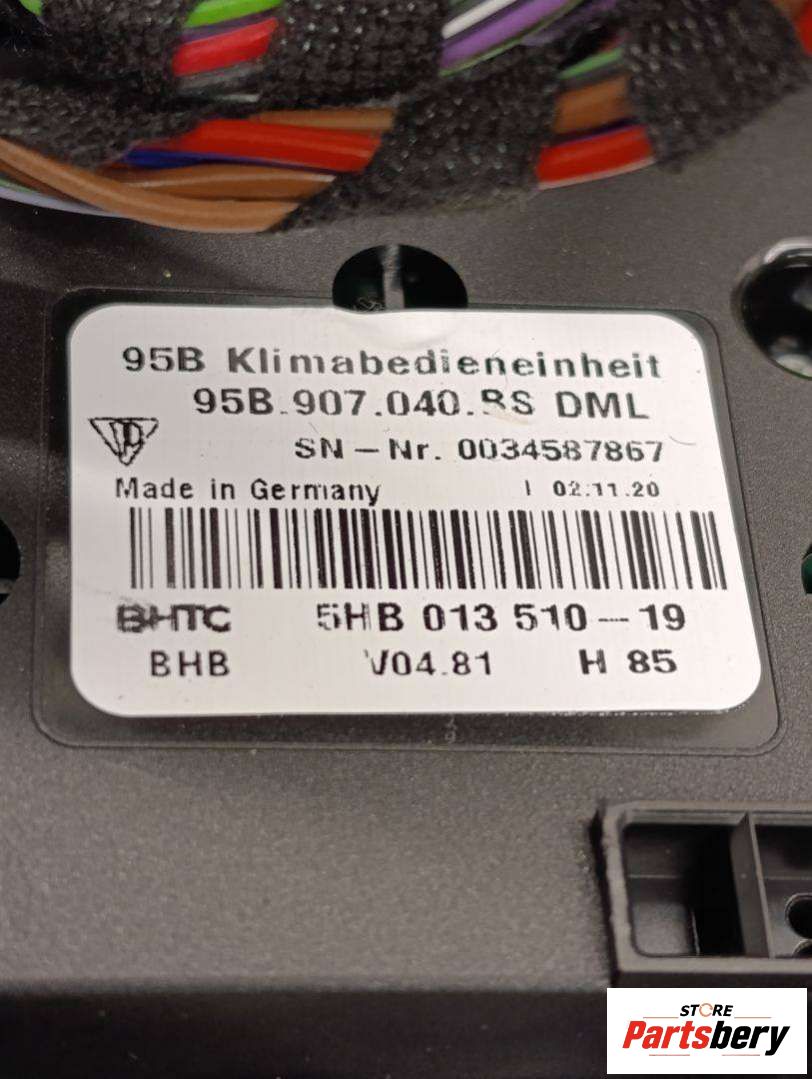 95B Klimabedieneinheit
95B.907.040.BS DML
SN-Nr. 0034587867
Made in Germany I 02.11.20
BHTC 5HB 013 510-19
BHB V04.81 H 85
STORE
Partsbery